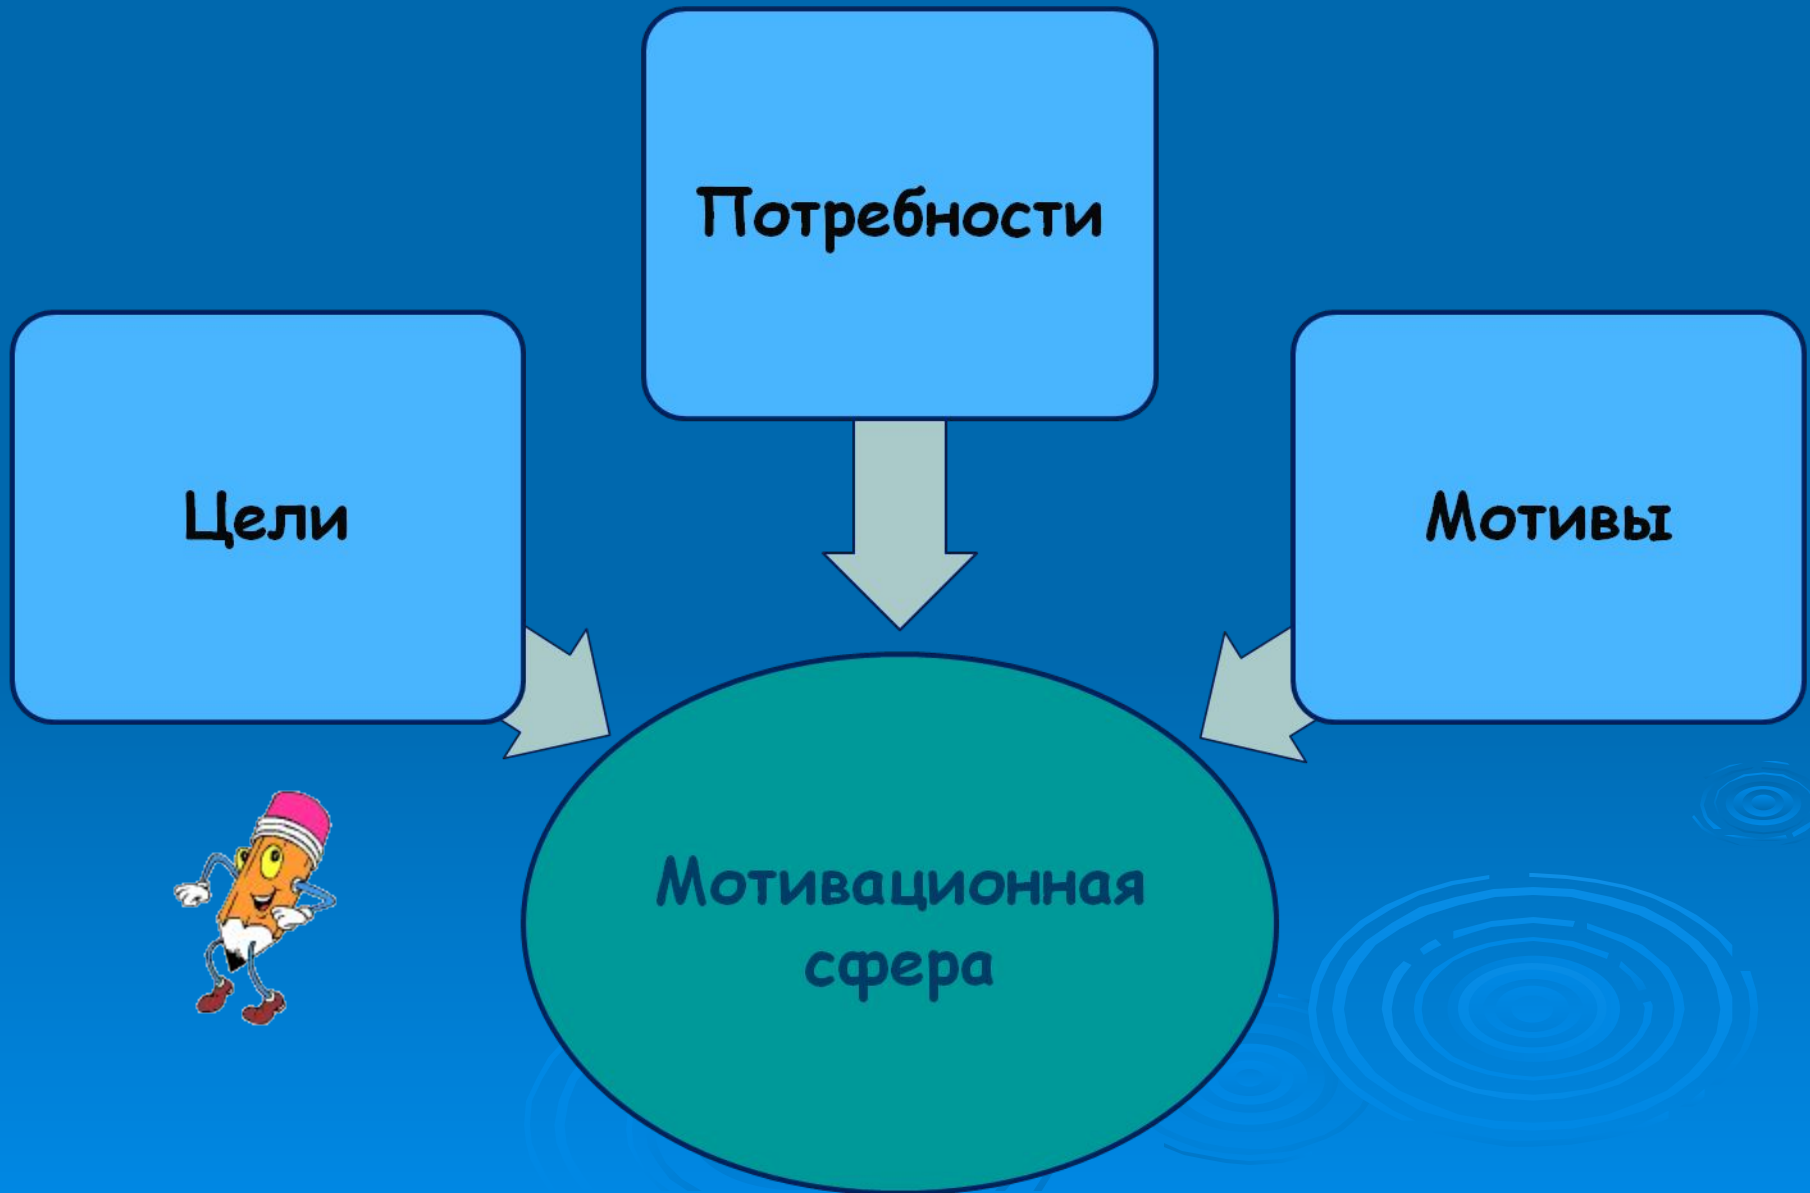 Потребности
Цели
Мотивы
Мотивационная
сфера